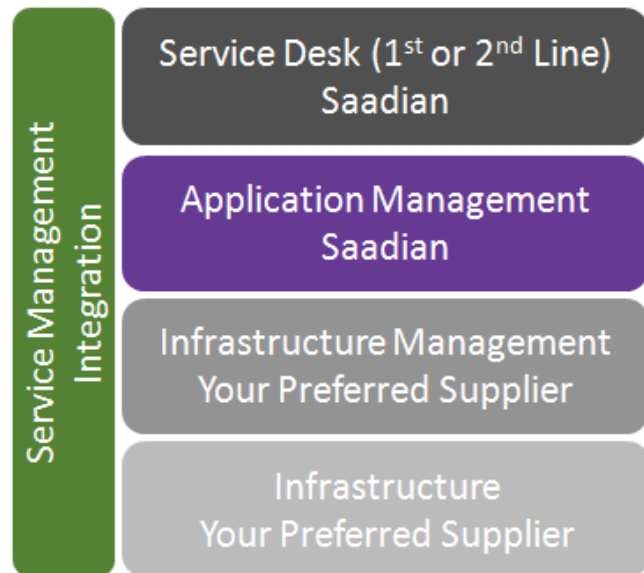 Service Management
Integration
Service Desk (1st or 2nd Line)
Saadian
Application Management
Saadian
Infrastructure Management
Your Preferred Supplier
Infrastructure
Your Preferred Supplier